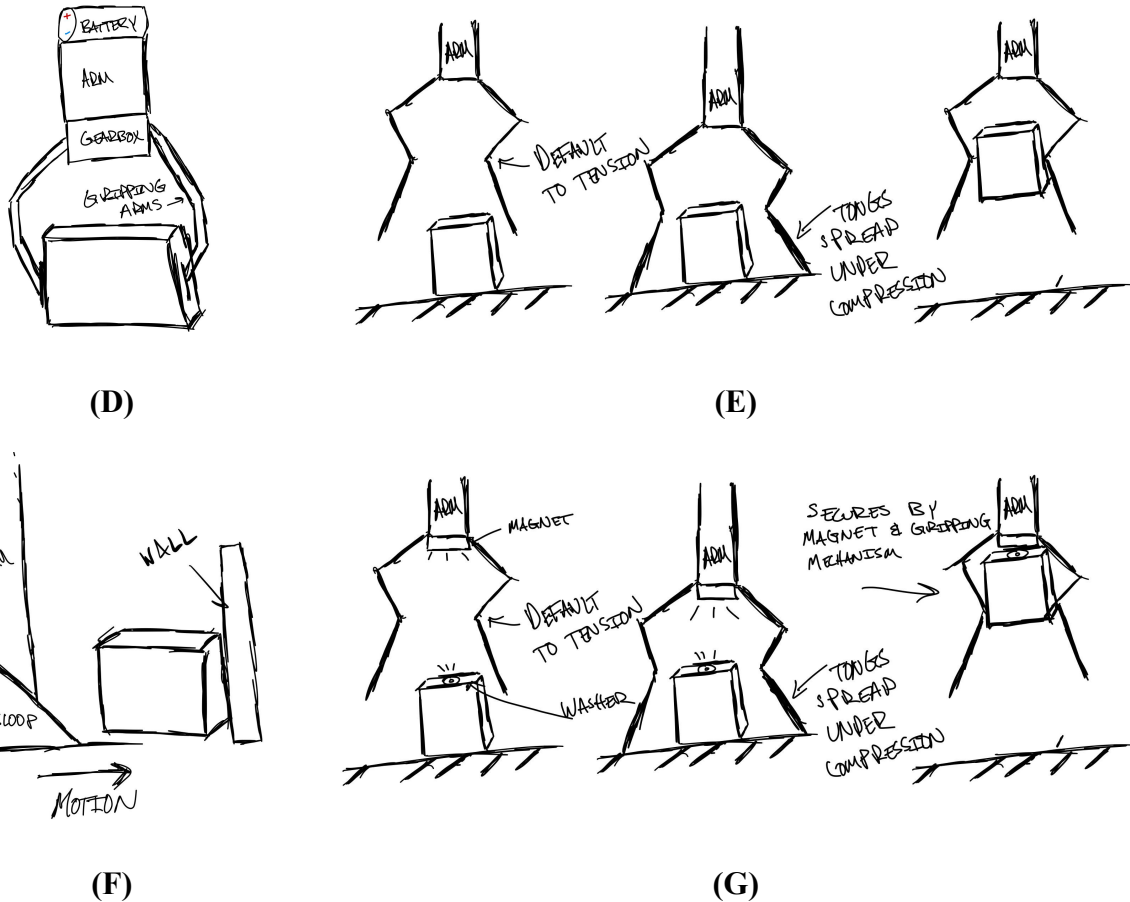 +
BATTERY
-
ARM
GEARBOX
GRIPPING
ARMS
ARM
DEFAULT
TO TENSION
ARM
TONGS
SPREAD
UNDER
COMPRESSION
ARM
(D)
(E)
WALL
MOTION
(F)
ARM
MAGNET
DEFAULT
TO TENSION
WASHER
ARM
TONGS
SPREAD
UNDER
COMPRESSION
SECURES BY
MAGNET & GRIPPING
MECHANISM
ARM
(G)